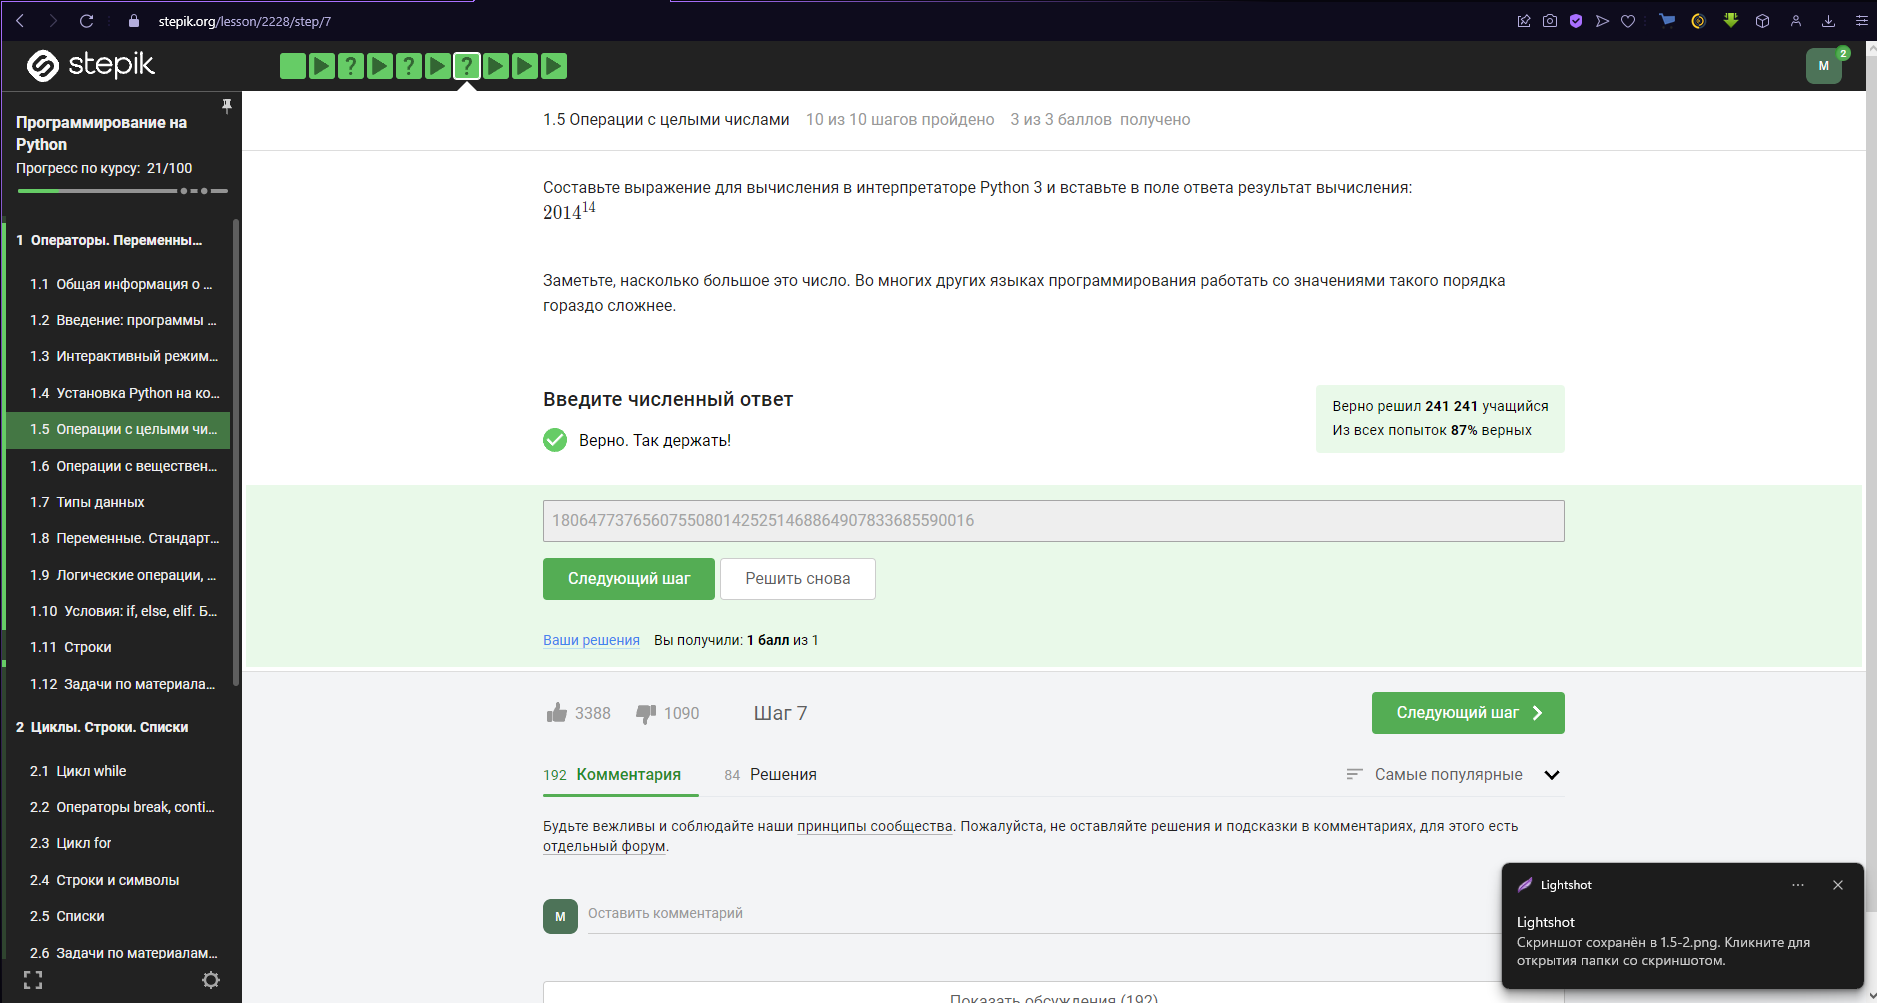 stepik.org/lesson/2228/step/7
stepik
? ? ?
M 2
Программирование на
Python
Прогресс по курсу: 21/100
1 Операторы. Переменны...
1.1 Общая информация о ...
1.2 Введение: программы ...
1.3 Интерактивный режим...
1.4 Установка Python на ко...
1.5 Операции с целыми чи...
1.6 Операции с веществен...
1.7 Типы данных
1.8 Переменные. Стандарт...
1.9 Логические операции, ...
1.10 Условия: if, else, elif. Б...
1.11 Строки
1.12 Задачи по материала...
2 Циклы. Строки. Списки
2.1 Цикл while
2.2 Операторы break, conti...
2.3 Цикл for
2.4 Строки и символы
2.5 Списки
2.6 Задачи по материалам...
1.5 Операции с целыми числами 10 из 10 шагов пройдено 3 из 3 баллов получено
Составьте выражение для вычисления в интерпретаторе Python 3 и вставьте в поле ответа результат вычисления:
2014¹⁴
Заметьте, насколько большое это число. Во многих других языках программирования работать со значениями такого порядка
гораздо сложнее.
Введите численный ответ
Верно. Так держать!
Верно решил 241 241 учащийся
Из всех попыток 87% верных
18064773765607550801425251468864907833685590016
Следующий шаг Решить снова
Ваши решения Вы получили: 1 балл из 1
3388 1090 Шаг 7 Следующий шаг
192 Комментария 84 Решения Самые популярные
Будьте вежливы и соблюдайте наши принципы сообщества. Пожалуйста, не оставляйте решения и подсказки в комментариях, для этого есть
отдельный форум.
M Оставить комментарий
Показать обсуждения (192)
Lightshot
Lightshot
Скриншот сохранён в 1.5-2.png. Кликните для
открытия папки со скриншотом.